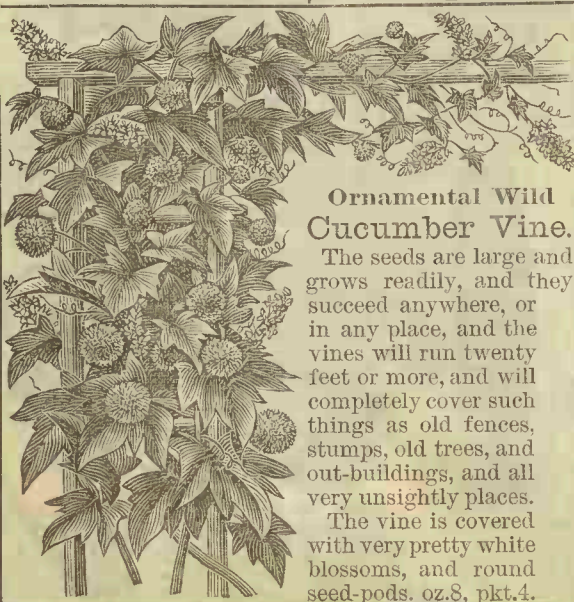 Ornamental Wild
Cucumber Vine.
The seeds are large and
grows readily, and they
succeed anywhere, or
in any place, and the
vines will run twenty
feet or more, and will
completely cover such
things as old fences,
stumps, old trees, and
out-buildings, and all
very unsightly places.
The vine is covered
with very pretty white
blossoms, and round
seed-pods. oz.8, pkt.4.